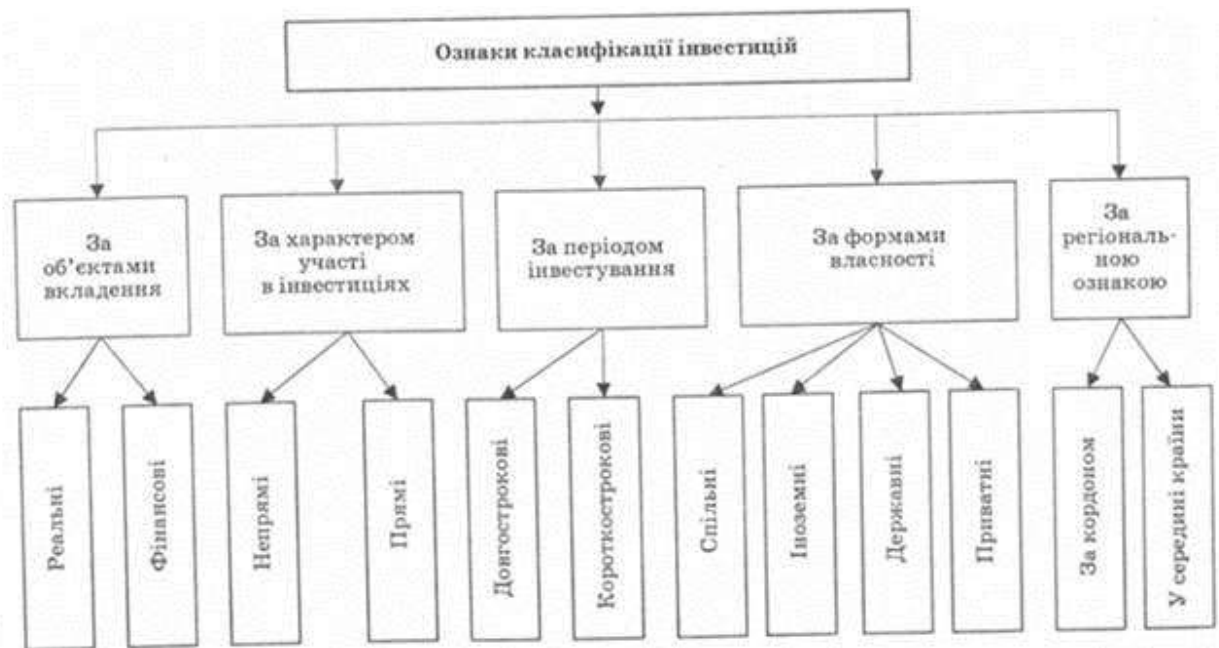 Ознаки класифікації інвестицій
За
об’єктами
вкладення
За характером
участі
в інвестиціях
За періодом
інвестування
За формами
власності
За
регіональ-
ною
ознакою
Реальні
Фінансові
Непрямі
Прямі
Довгострокові
Короткострокові
Спільні
Іноземні
Державні
Приватні
За кордоном
У середині країни